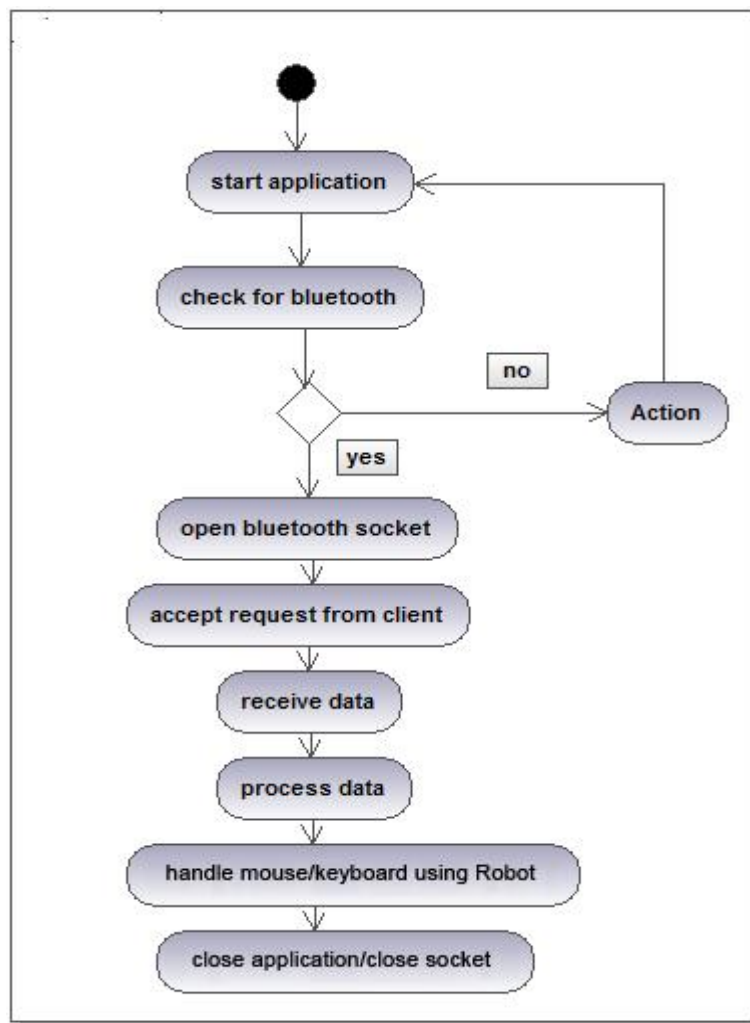 start application
check for bluetooth
no
Action
yes
open bluetooth socket
accept request from client
receive data
process data
handle mouse/keyboard using Robot
close application/close socket